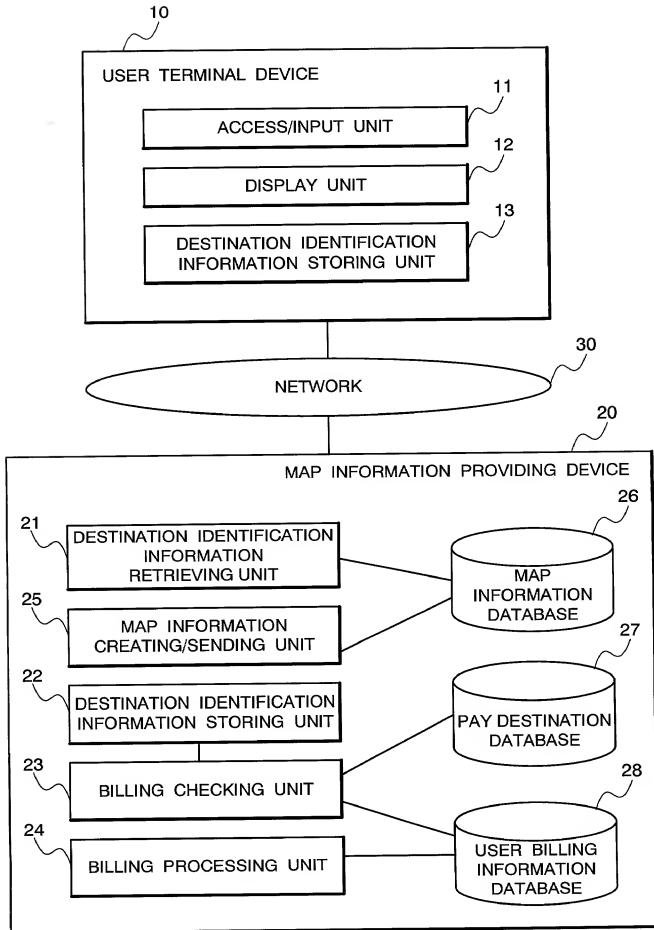 10
USER TERMINAL DEVICE
11
ACCESS/INPUT UNIT
12
DISPLAY UNIT
13
DESTINATION IDENTIFICATION
INFORMATION STORING UNIT
30
NETWORK
20
MAP INFORMATION PROVIDING DEVICE
21
DESTINATION IDENTIFICATION
INFORMATION
RETRIEVING UNIT
26
MAP
INFORMATION
DATABASE
25
MAP INFORMATION
CREATING/SENDING UNIT
27
PAY DESTINATION
DATABASE
22
DESTINATION IDENTIFICATION
INFORMATION STORING UNIT
23
BILLING CHECKING UNIT
28
USER BILLING
INFORMATION
DATABASE
24
BILLING PROCESSING UNIT